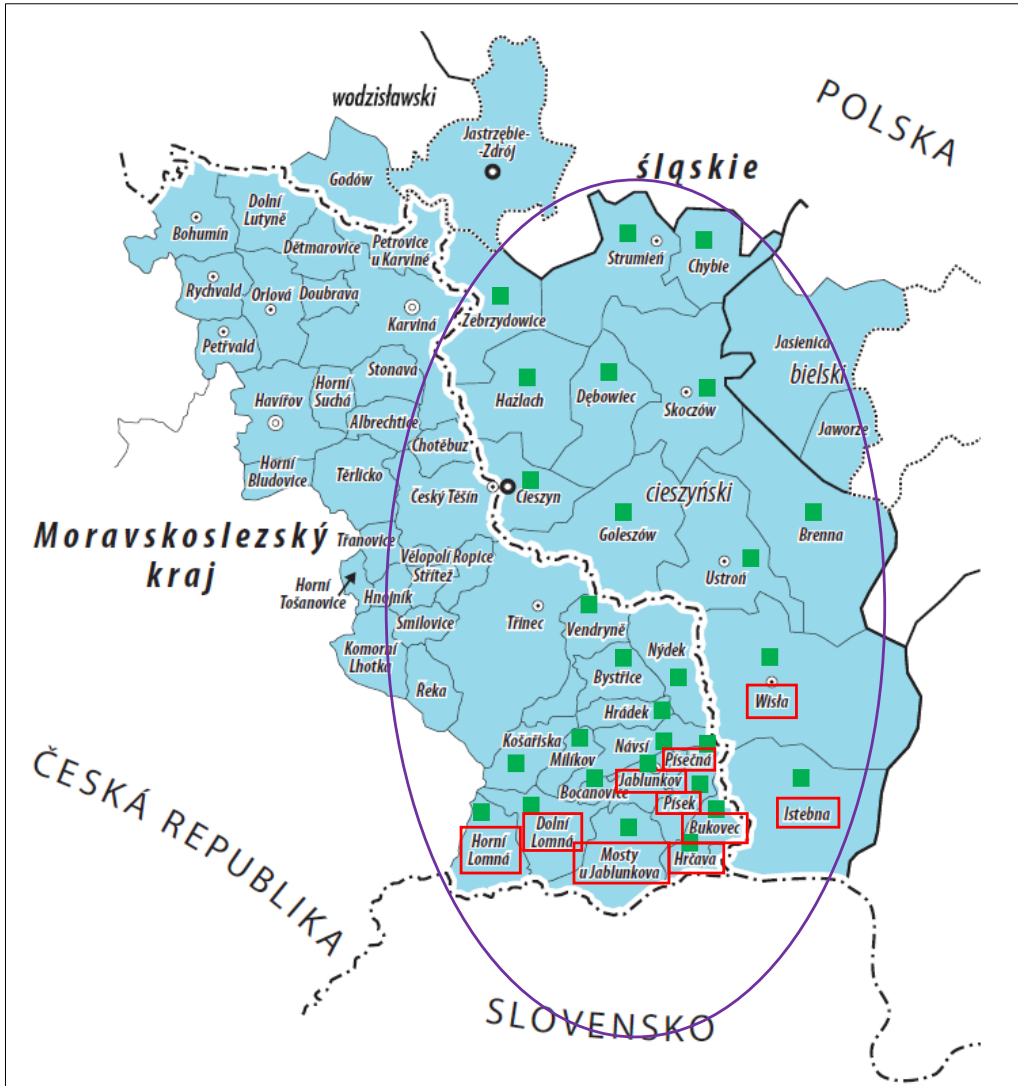 wodzisławski
POLSKA
Jastrzębie-
-Zdrój
śląskie
Godów
Dolní
Lutyně
Bohumín
Dětmarovice
Petrovice
u Karviné
Strumień
Chybie
Rychvald
Orlová
Doubrava
Karviná
Zebrzydowice
Petřvald
Jasienica
bielski
Stonava
Horní
Suchá
Havířov
Hażlach
Dębowiec
Skoczów
Jaworze
Albrechtice
Chotěbuz
Horní
Bludovice
Těrlicko
Český Těšín
Cieszyn
cieszyński
Goleszów
Brenna
Moravskoslezský
kraj
Třanovice
Vělopolí Ropice
Střítež
Horní
Tošanovice
Hnojník
Ustroń
Smilovice
Třinec
Vendryně
Komorní
Lhotka
Nýdek
Řeka
Bystřice
Wisła
Hrádek
Košařiska
Milíkov
Návsí
Písečná
Jablunkov
Bocanovice
Písek
Istebna
Bukovec
Dolní
Lomná
Horní
Lomná
Mosty
u Jablunkova
Hrčava
ČESKÁ REPUBLIKA
SLOVENSKO